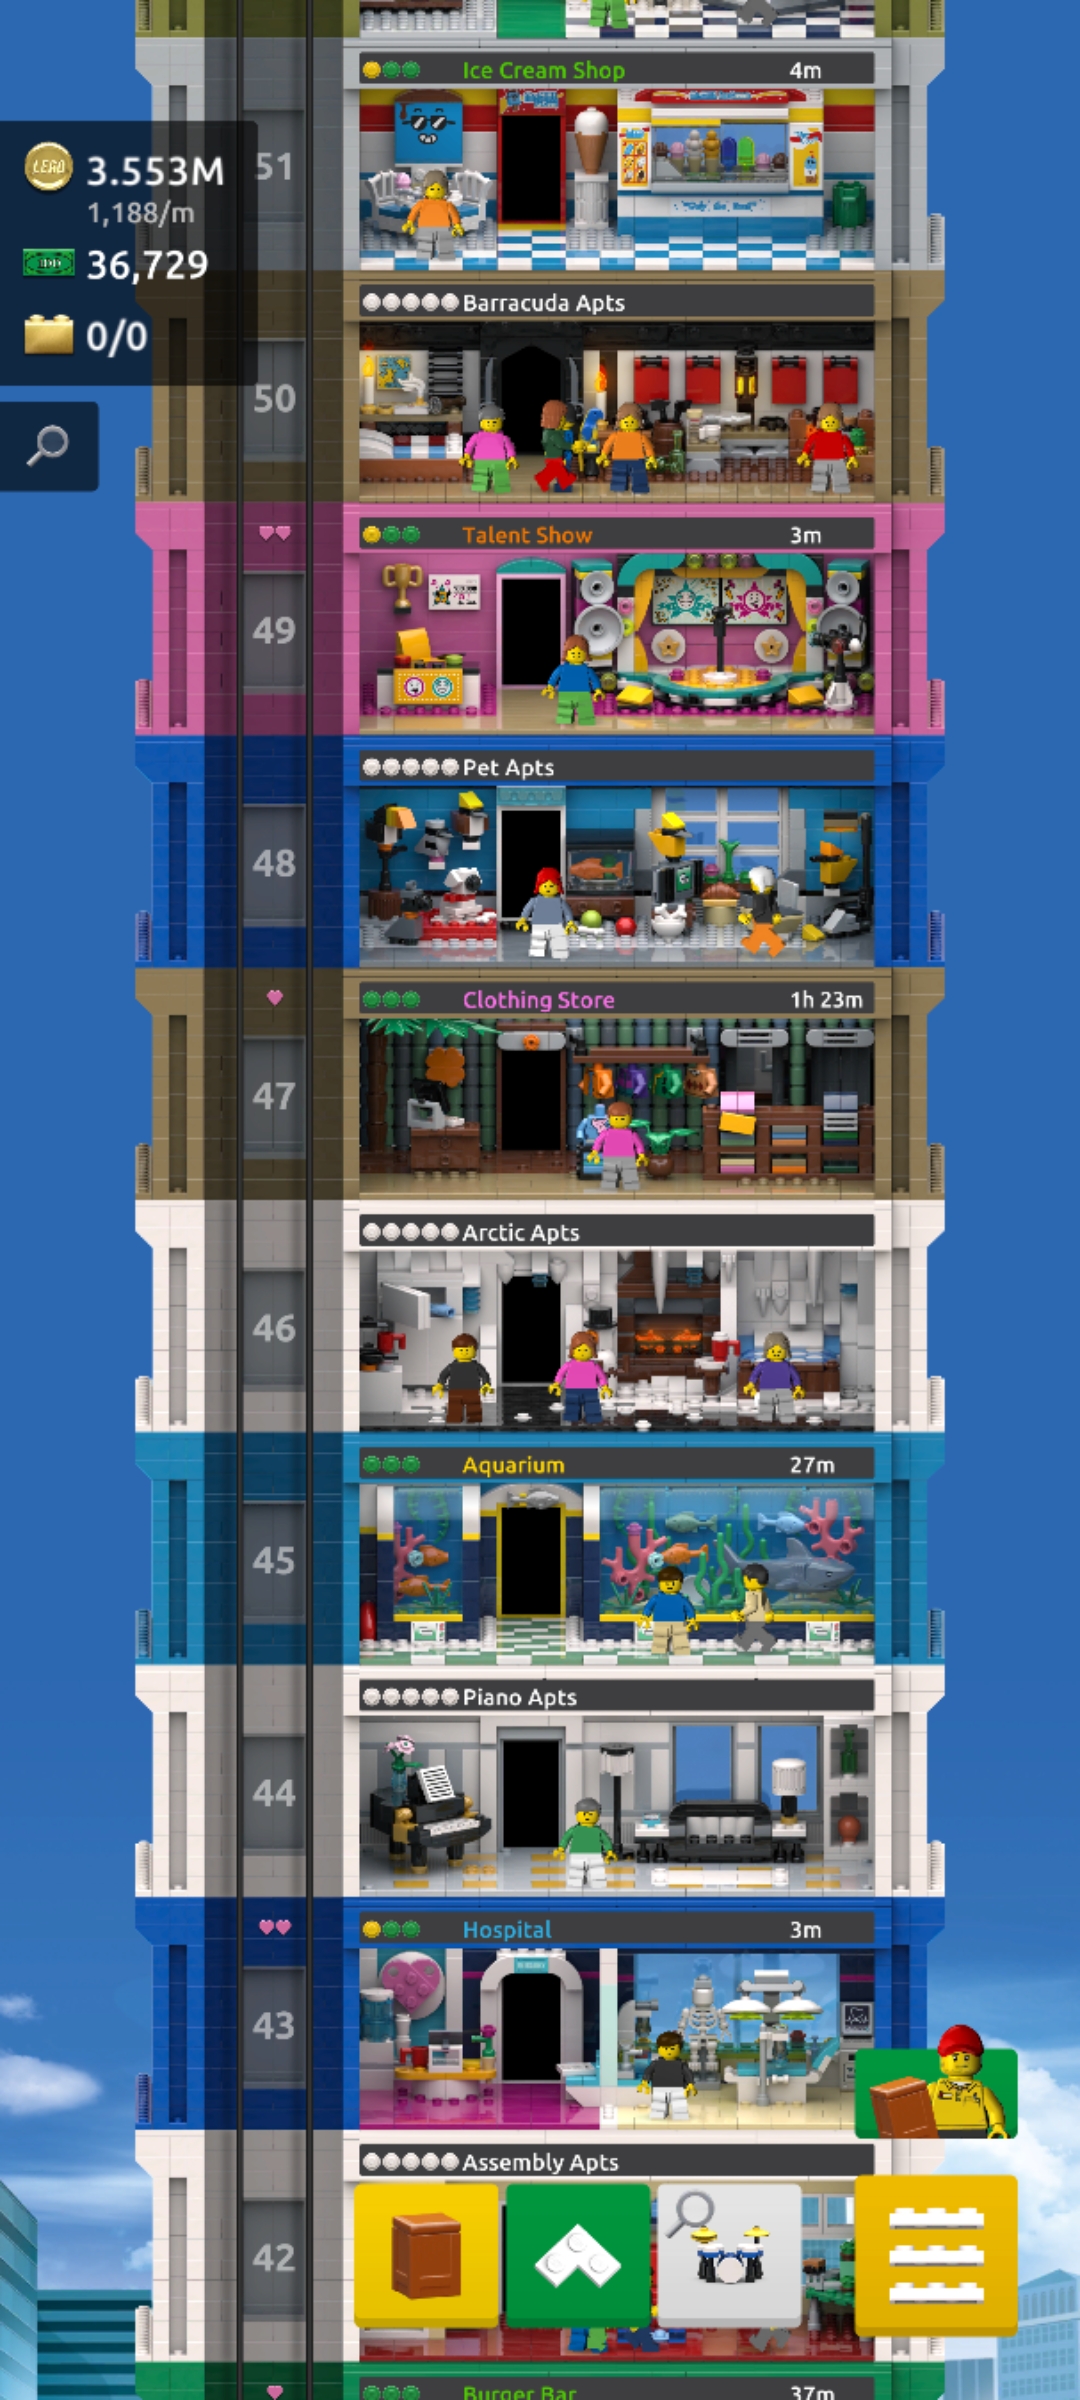 Ice Cream Shop 4m
LEGO 3.553M
1,188/m
36,729
0/0
51
Barracuda Apts
50
Talent Show 3m
49
Pet Apts
48
Clothing Store 1h 23m
47
Arctic Apts
46
Aquarium 27m
45
Piano Apts
44
Hospital 3m
43
Assembly Apts
42
Burger Bar 37m